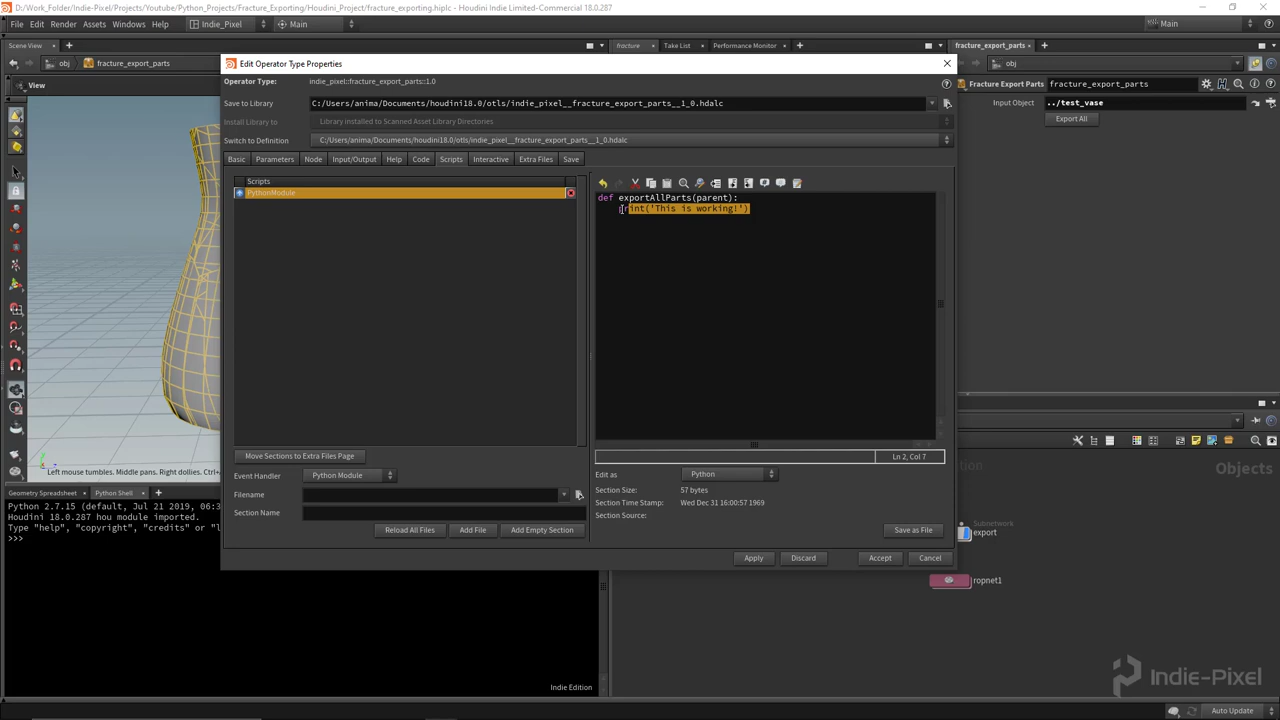 D:/Work_Folder/Indie-Pixel/Projects/Youtube/Python_Projects/Fracture_Exporting/Houdini_Project/fracture_exporting.hiplc - Houdini Indie Limited-Commercial 18.0.287
File Edit Render Assets Windows Help Indie_Pixel Main Main
Scene View fracture Take List Performance Monitor fracture_export_parts
obj fracture_export_parts obj
View
Edit Operator Type Properties
Operator Type: indie_pixel::fracture_export_parts::1.0
Save to Library C:/Users/anima/Documents/houdini18.0/otls/indie_pixel__fracture_export_parts__1_0.hdalc
Install Library to Library installed to Scanned Asset Library Directories
Switch to Definition C:/Users/anima/Documents/houdini18.0/otls/indie_pixel__fracture_export_parts__1_0.hdalc
Basic Parameters Node Input/Output Help Code Scripts Interactive Extra Files Save
Scripts
PythonModule
def exportAllParts(parent):
print('This is working!')
Move Sections to Extra Files Page
Event Handler Python Module
Filename
Section Name
Reload All Files Add File Add Empty Section
Ln 2, Col 7
Edit as Python
Section Size: 57 bytes
Section Time Stamp: Wed Dec 31 16:00:57 1969
Section Source:
Save as File
Apply Discard Accept Cancel
Fracture Export Parts fracture_export_parts
Input Object ../test_vase
Export All
Left mouse tumbles. Middle pans. Right dollies. Ctrl+
Geometry Spreadsheet Python Shell
Python 2.7.15 (default, Jul 21 2019, 06:3
Houdini 18.0.287 hou module imported.
Type "help", "copyright", "credits" or "l
>>>
Indie Edition
Objects
Subnetwork
export
ropnet1
Indie-Pixel
Auto Update